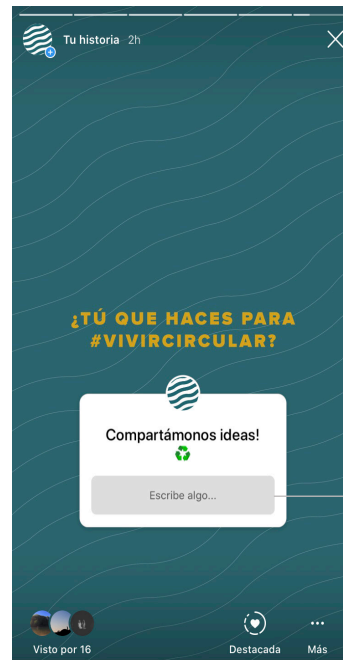 Tu historia 2h
¿TÚ QUE HACES PARA
#VIVIRCIRCULAR?
Compartámonos ideas!
Escribe algo...
Visto por 16
Destacada
Más